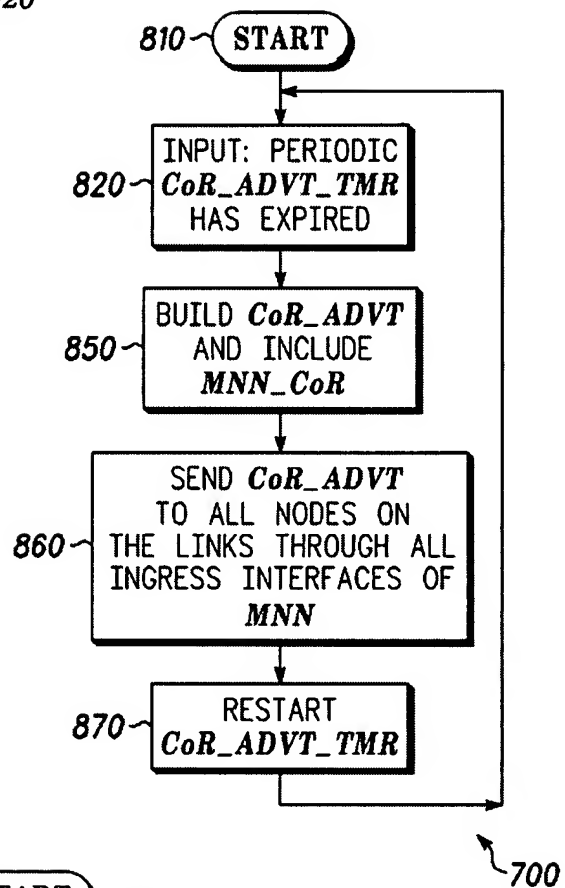 20
810
START
INPUT: PERIODIC
820
CoR_ADVT_TMR
HAS EXPIRED
BUILD CoR_ADVT
850
AND INCLUDE
MNN_CoR
SEND CoR_ADVT
TO ALL NODES ON
860
THE LINKS THROUGH ALL
INGRESS INTERFACES OF
MNN
RESTART
870
CoR_ADVT_TMR
700